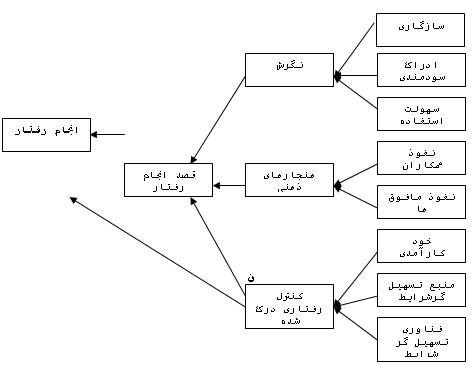 سازگاری
ادراک
سودمندی
سهولت
استفاده
نگرش
انجام رفتار
نفوذ
همکاران
نفوذ مافوق
ها
هنجارهای
ذهنی
قصد انجام
رفتار
خود
کارآمدی
منبع تسهیل
گرشرایط
فناوری
تسهیل گر
شرایط
ن
کنترل
رفتاری درک
شده